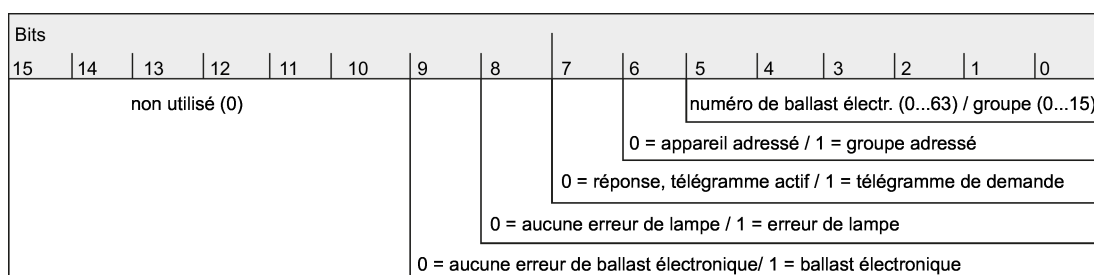 Bits
15 14 13 12 11 10 9 8 7 6 5 4 3 2 1 0
non utilisé (0) numéro de ballast électr. (0...63) / groupe (0...15)
0 = appareil adressé / 1 = groupe adressé
0 = réponse, télégramme actif / 1 = télégramme de demande
0 = aucune erreur de lampe / 1 = erreur de lampe
0 = aucune erreur de ballast électronique/ 1 = ballast électronique